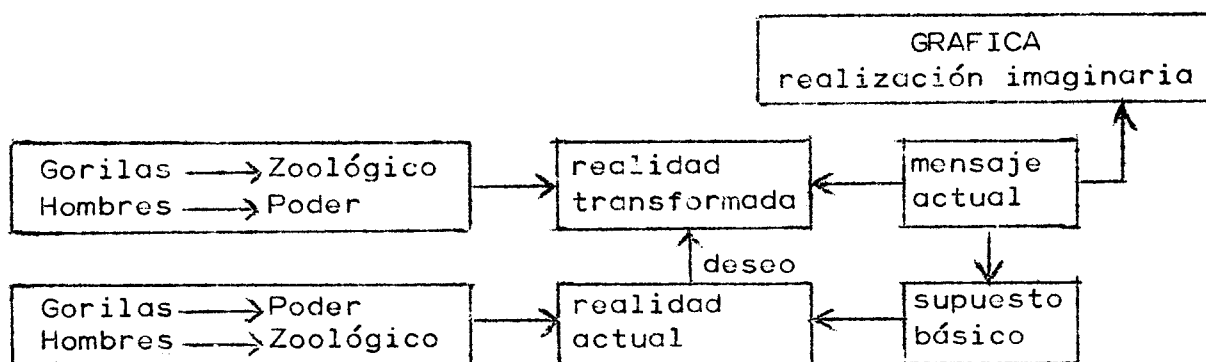 GRAFICA
realización imaginaria
Gorilas → Zoológico
Hombres → Poder
realidad
transformada
mensaje
actual
deseo
Gorilas → Poder
Hombres → Zoológico
realidad
actual
supuesto
básico